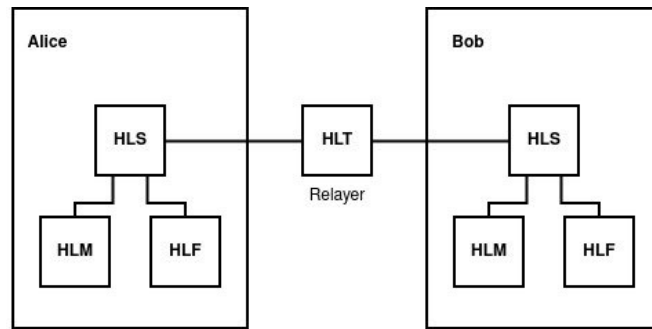 Alice
Bob
HLS
HLT
HLS
Relayer
HLM
HLF
HLM
HLF